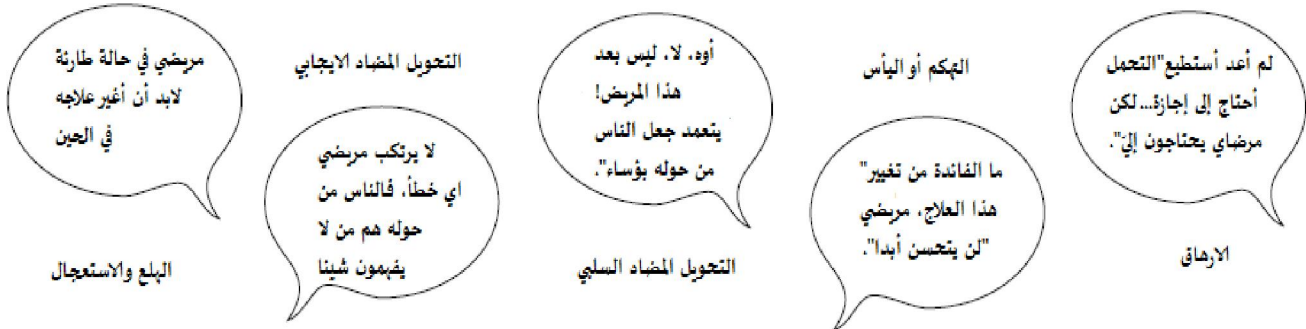 لم أعد أستطيع"التحمل
أحتاج إلى إجازة...لكن
مرضاي يحتاجون إليّ".
الارهاق
الهكم أو اليأس
ما الفائدة من تغيير"
هذا العلاج، مريضي
"لن يتحسن أبدا".
أوه، لا، ليس بعد
هذا المريض!
يتعمد جعل الناس
من حوله بؤساء".
التحويل المضاد السلبي
التحويل المضاد الايجابي
لا يرتكب مريضي
اي خطأ، فالناس من
حوله هم من لا
يفهمون شيئا
مريضي في حالة طارئة
لابد أن أغير علاجه
في الحين
الهلع والاستعجال